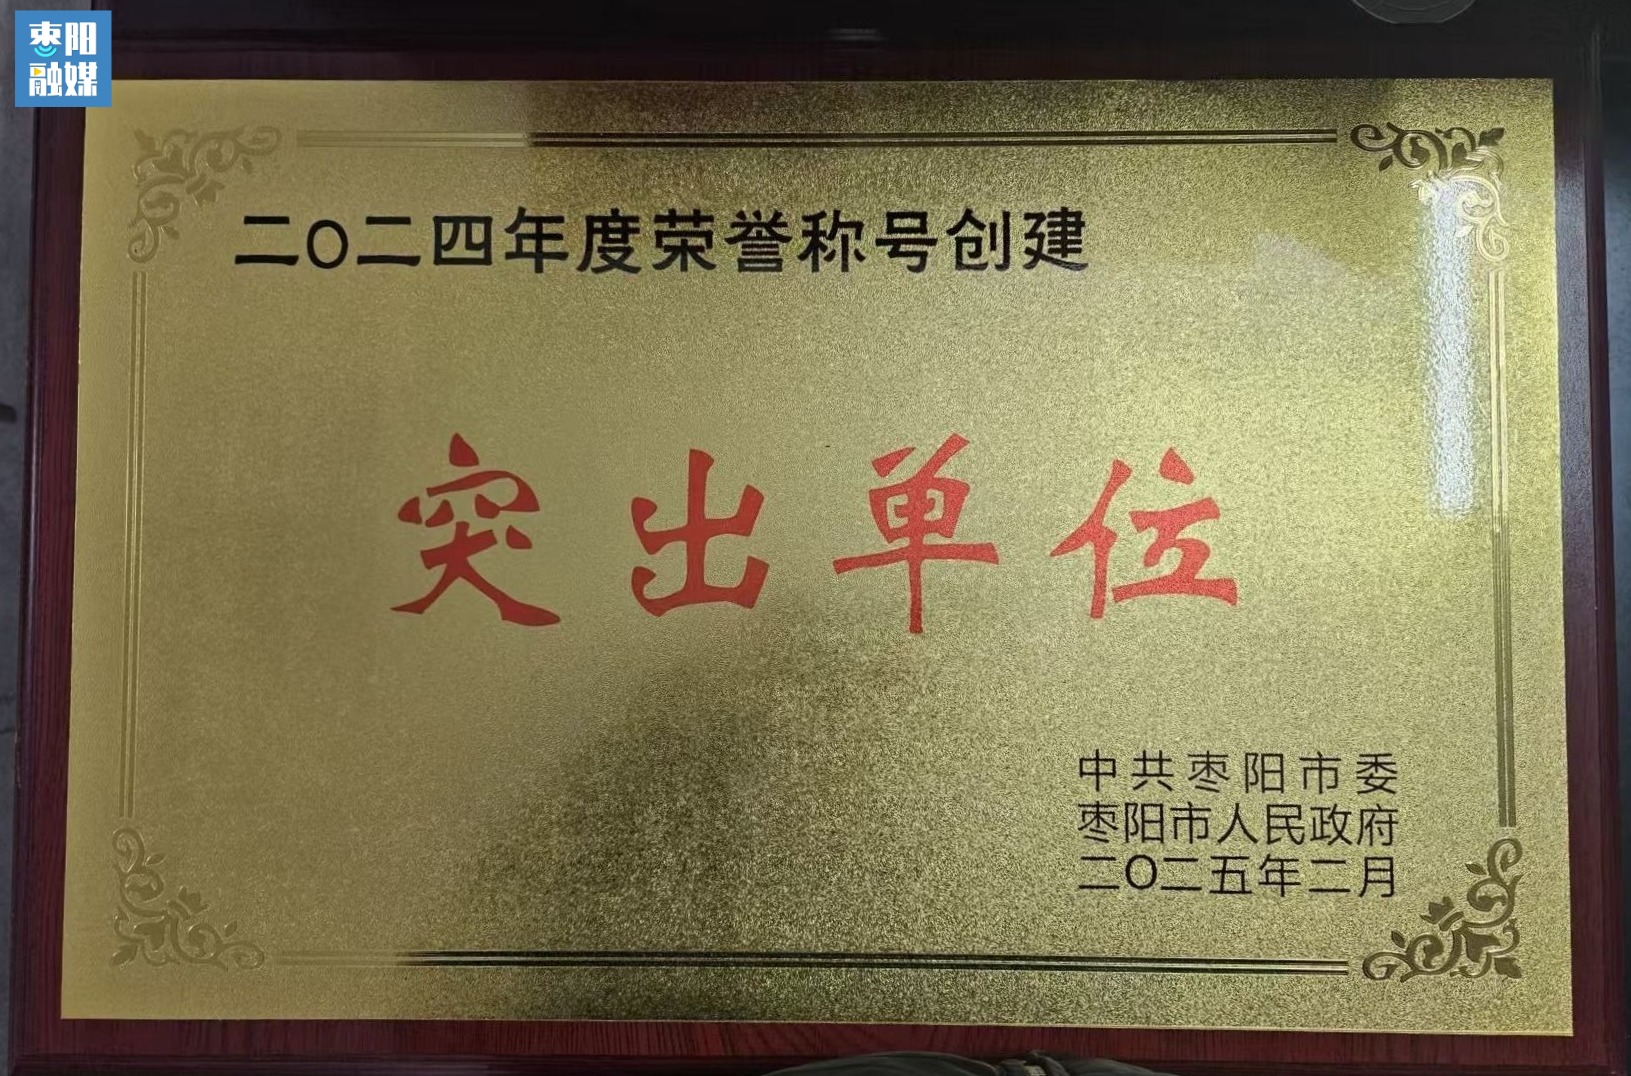 枣阳
融媒
二〇二四年度荣誉称号创建
突出单位
中共枣阳市委
枣阳市人民政府
二〇二五年二月